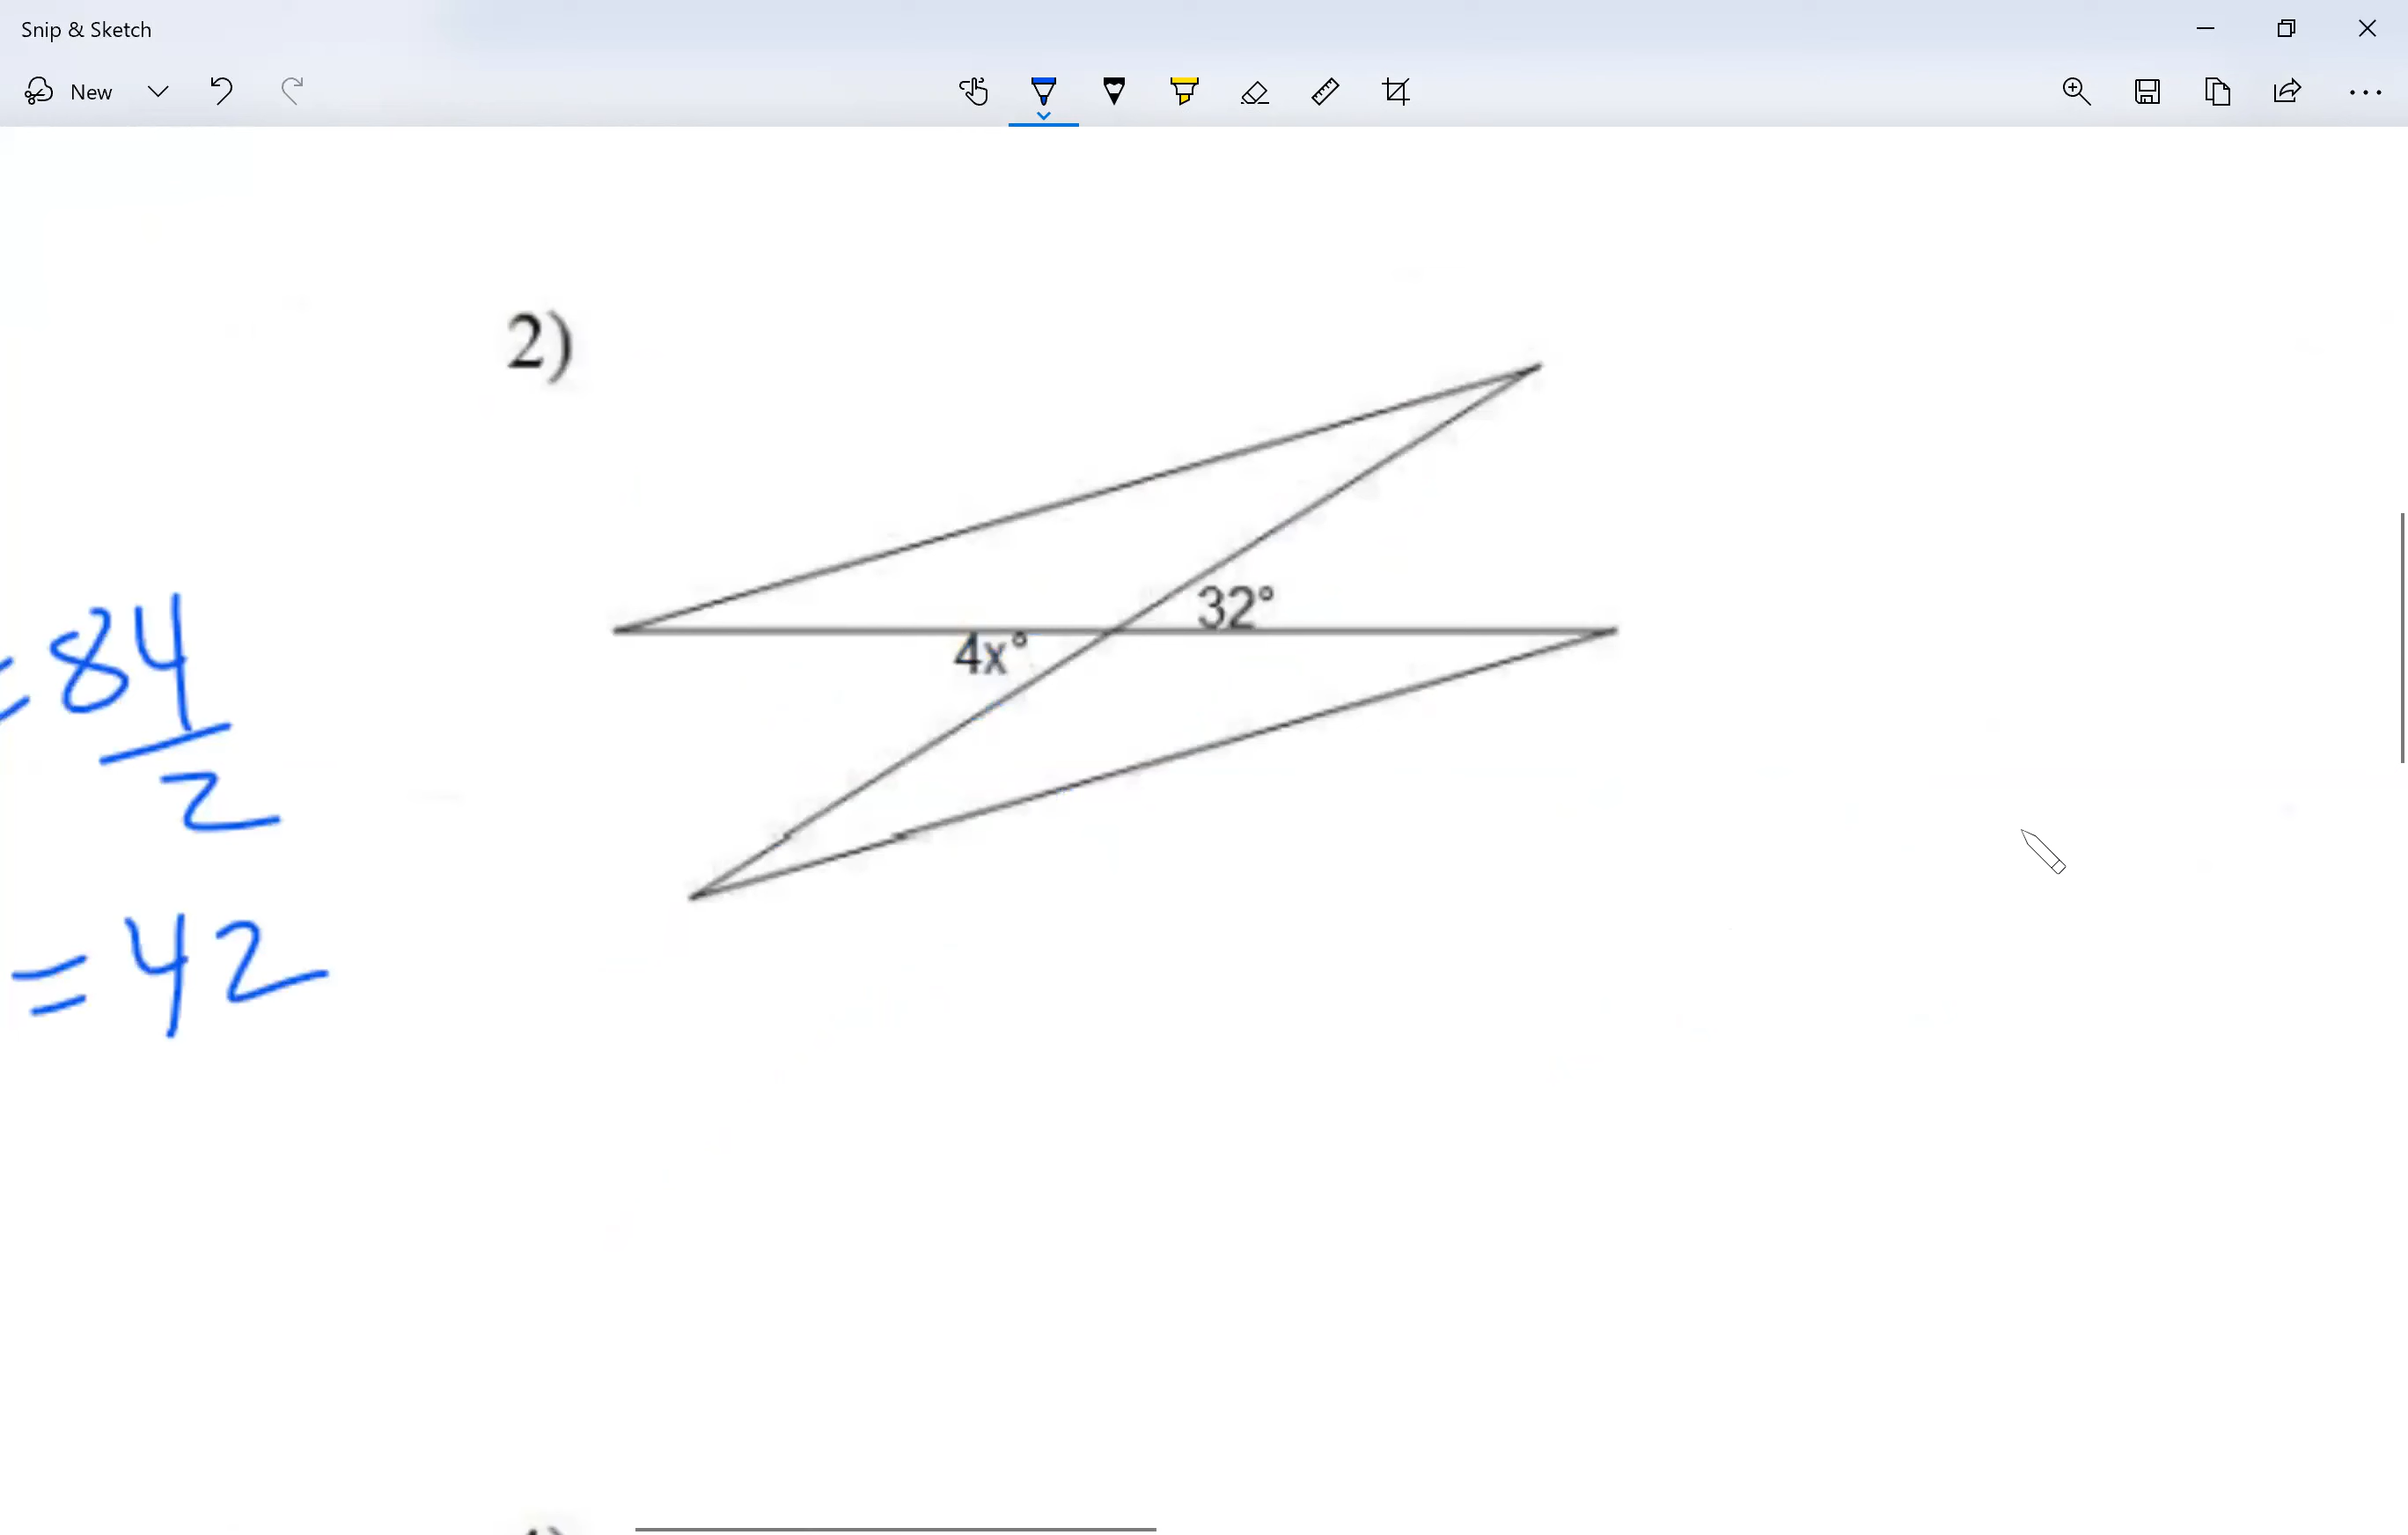 Snip & Sketch
New
2)
32°
4x°
= 84
2
= 42